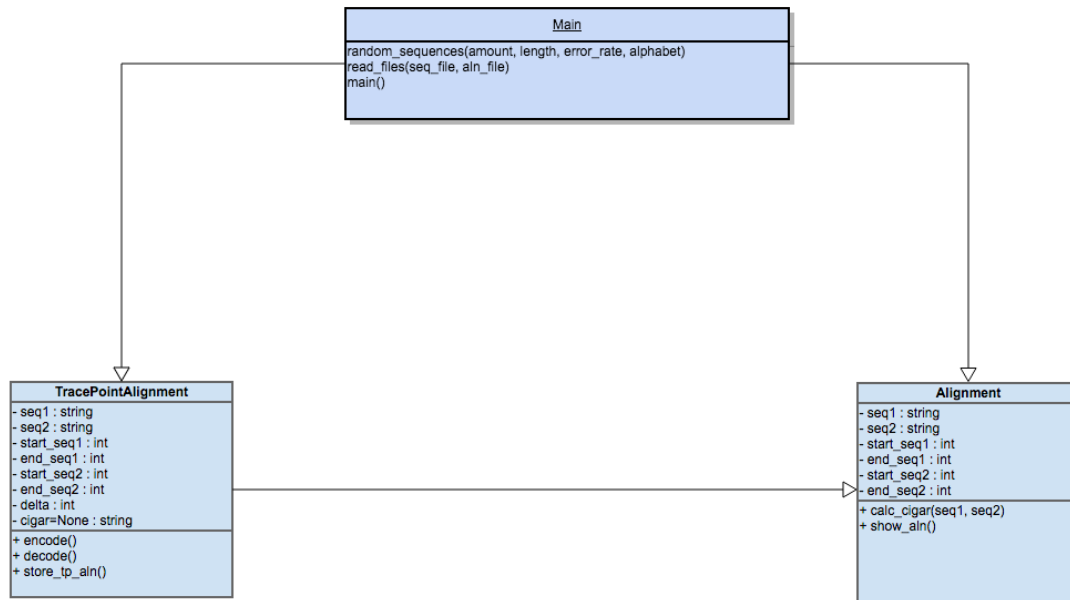 Main
random_sequences(amount, length, error_rate, alphabet)
read_files(seq_file, aln_file)
main()
TracePointAlignment
- seq1 : string
- seq2 : string
- start_seq1 : int
- end_seq1 : int
- start_seq2 : int
- end_seq2 : int
- delta : int
- cigar=None : string
+ encode()
+ decode()
+ store_tp_aln()
Alignment
- seq1 : string
- seq2 : string
- start_seq1 : int
- end_seq1 : int
- start_seq2 : int
- end_seq2 : int
+ calc_cigar(seq1, seq2)
+ show_aln()